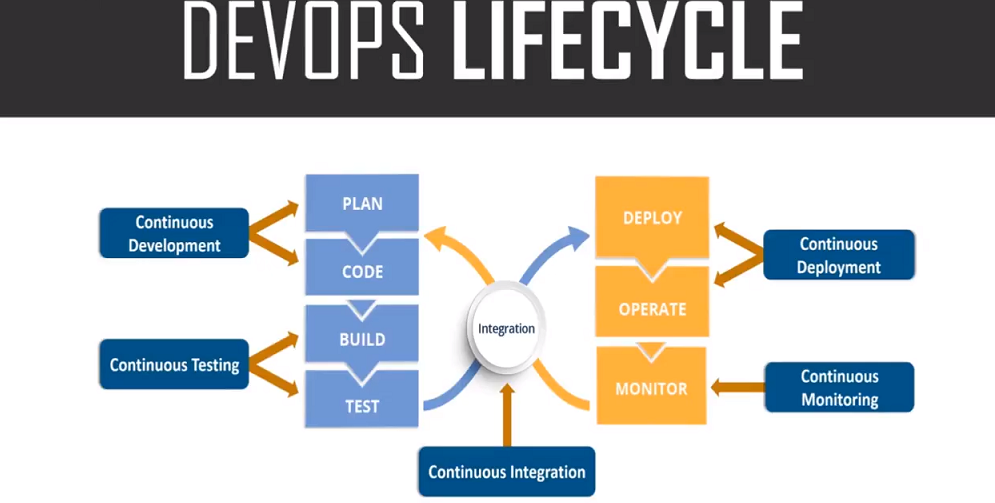 DEVOPS LIFECYCLE
Continuous
Development
Continuous Testing
PLAN
CODE
BUILD
TEST
Integration
Continuous Integration
DEPLOY
OPERATE
MONITOR
Continuous
Deployment
Continuous
Monitoring